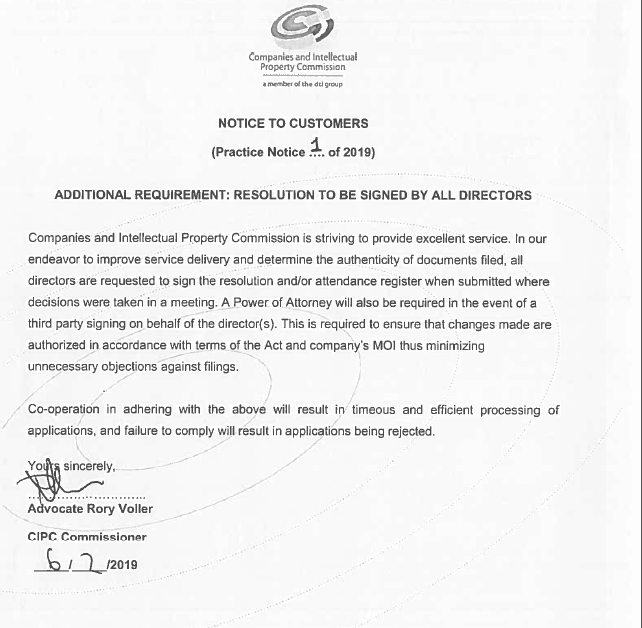 Companies and Intellectual
Property Commission
a member of the dti group
NOTICE TO CUSTOMERS
(Practice Notice 1 of 2019)
ADDITIONAL REQUIREMENT: RESOLUTION TO BE SIGNED BY ALL DIRECTORS
Companies and Intellectual Property Commission is striving to provide excellent service. In our
endeavor to improve service delivery and determine the authenticity of documents filed, all
directors are requested to sign the resolution and/or attendance register when submitted where
decisions were taken in a meeting. A Power of Attorney will also be required in the event of a
third party signing on behalf of the director(s). This is required to ensure that changes made are
authorized in accordance with terms of the Act and company's MOI thus minimizing
unnecessary objections against filings.
Co-operation in adhering with the above will result in timeous and efficient processing of
applications, and failure to comply will result in applications being rejected.
Yours sincerely,
Advocate Rory Voller
CIPC Commissioner
6/7/2019